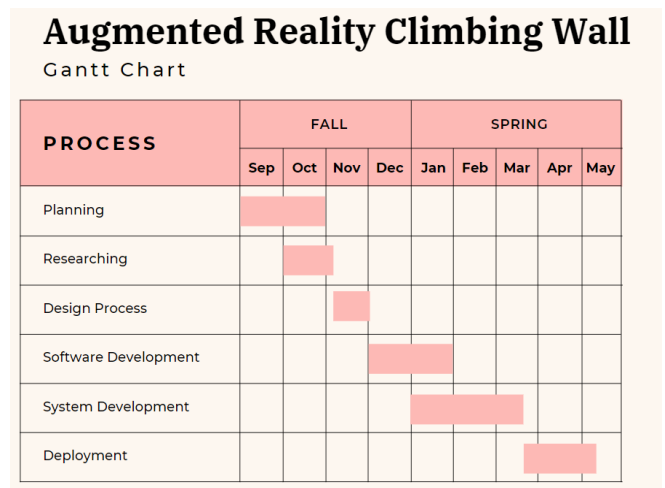 Augmented Reality Climbing Wall
Gantt Chart
PROCESS
FALL SPRING
Sep Oct Nov Dec Jan Feb Mar Apr May
Planning
Researching
Design Process
Software Development
System Development
Deployment